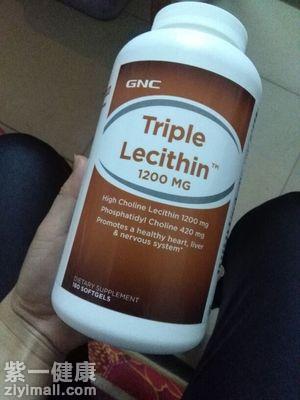 GNC
Triple
Lecithin™
1200 MG
High Choline Lecithin 1200 mg
Phosphatidyl Choline 420 mg
Promotes a healthy heart, liver
& nervous system*
DIETARY SUPPLEMENT
180 SOFTGELS
紫一健康
ziyimall.com